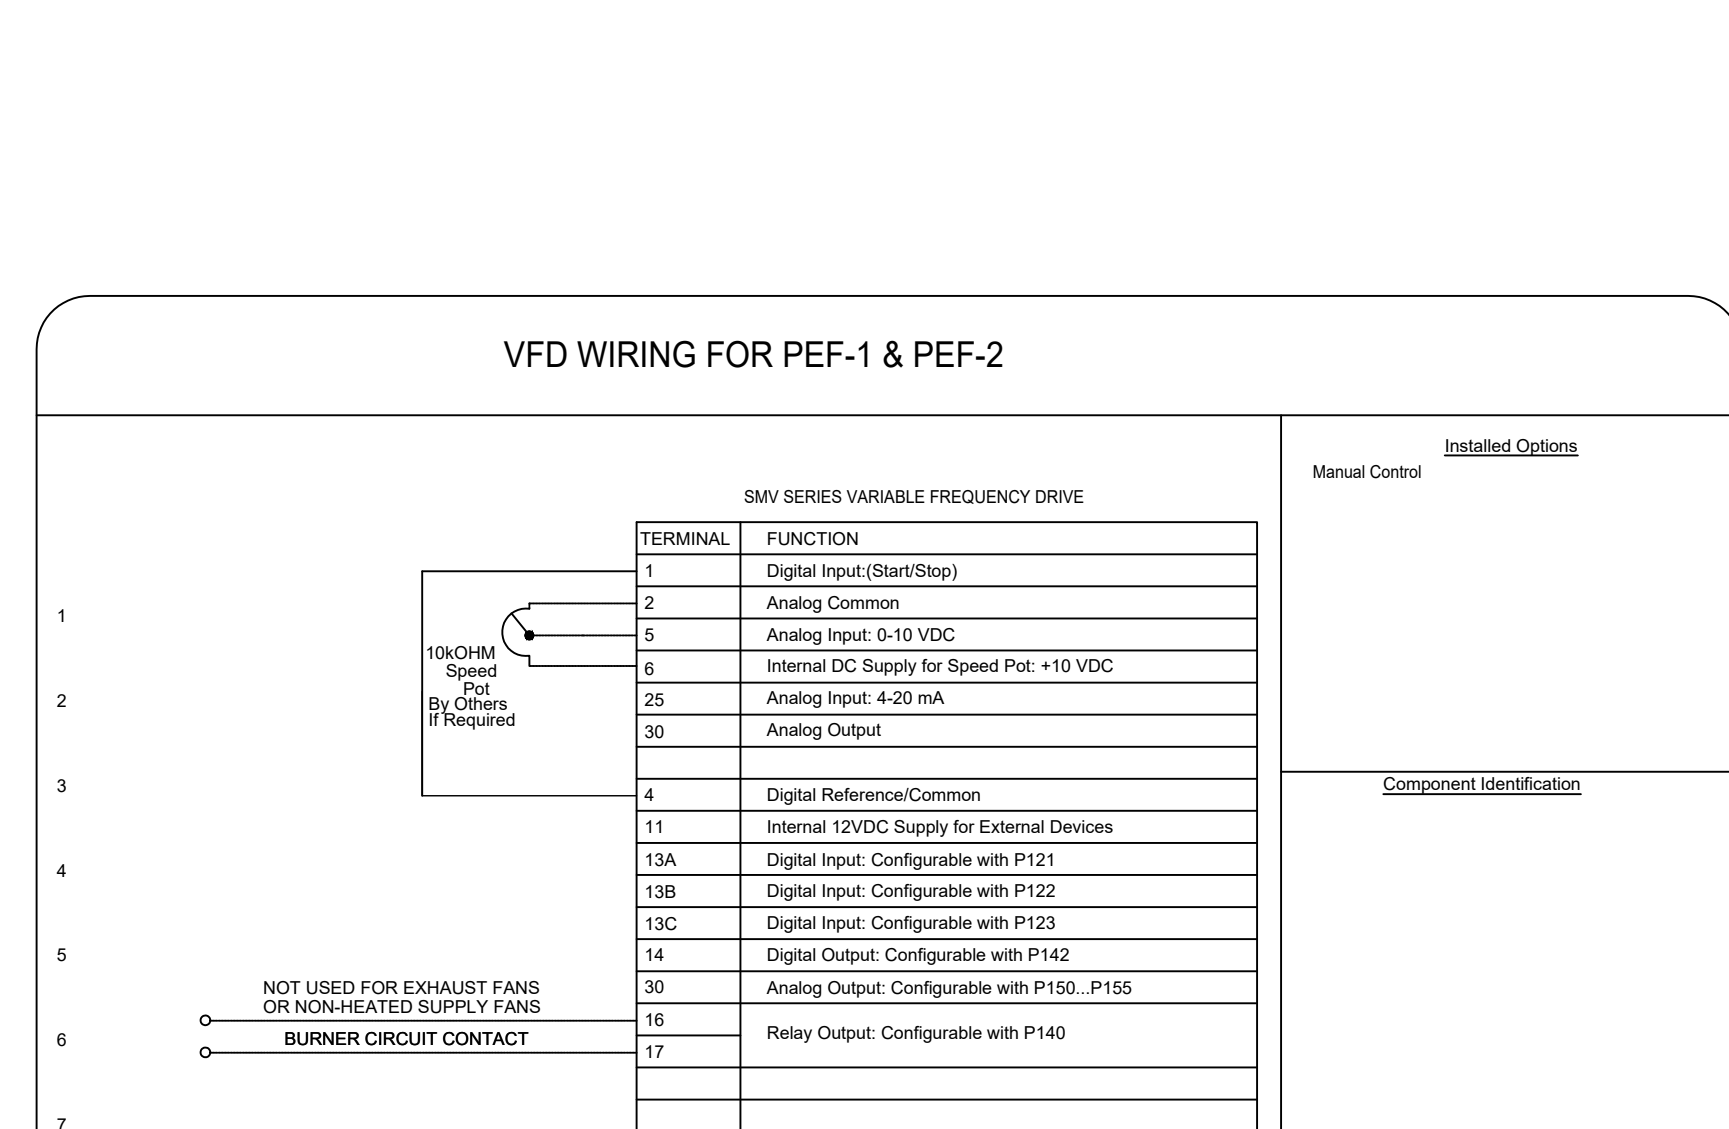 VFD WIRING FOR PEF-1 & PEF-2
Installed Options
Manual Control
SMV SERIES VARIABLE FREQUENCY DRIVE
TERMINAL FUNCTION
1 Digital Input:(Start/Stop)
2 Analog Common
5 Analog Input: 0-10 VDC
6 Internal DC Supply for Speed Pot: +10 VDC
25 Analog Input: 4-20 mA
30 Analog Output
4 Digital Reference/Common
11 Internal 12VDC Supply for External Devices
13A Digital Input: Configurable with P121
13B Digital Input: Configurable with P122
13C Digital Input: Configurable with P123
14 Digital Output: Configurable with P142
30 Analog Output: Configurable with P150...P155
16
Relay Output: Configurable with P140
17
10kOHM
Speed
Pot
By Others
If Required
NOT USED FOR EXHAUST FANS
OR NON-HEATED SUPPLY FANS
BURNER CIRCUIT CONTACT
1
2
3
4
5
6
7
Component Identification